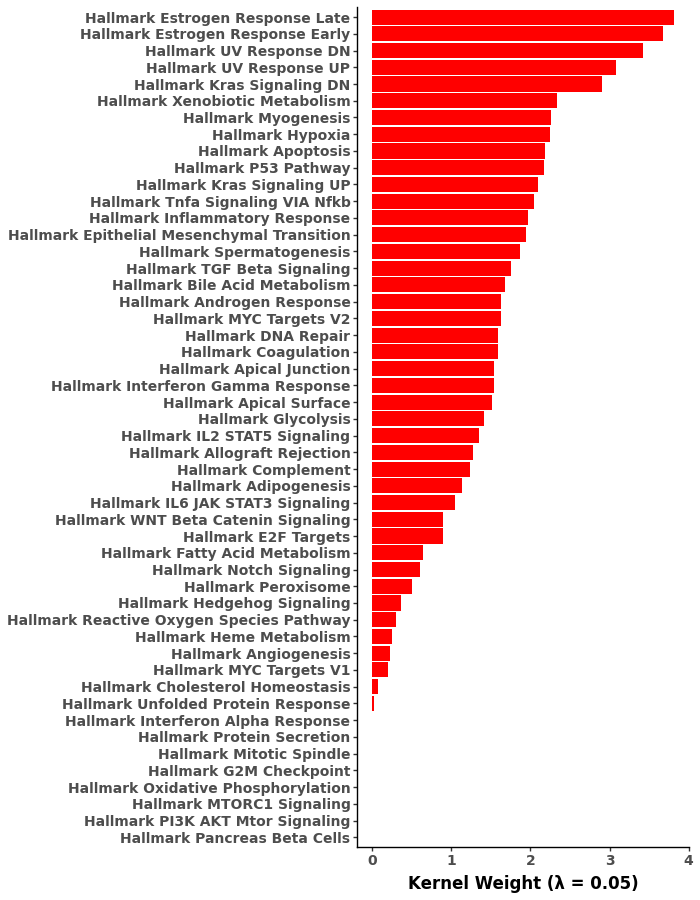 Hallmark Estrogen Response Late
Hallmark Estrogen Response Early
Hallmark UV Response DN
Hallmark UV Response UP
Hallmark Kras Signaling DN
Hallmark Xenobiotic Metabolism
Hallmark Myogenesis
Hallmark Hypoxia
Hallmark Apoptosis
Hallmark P53 Pathway
Hallmark Kras Signaling UP
Hallmark Tnfa Signaling VIA Nfkb
Hallmark Inflammatory Response
Hallmark Epithelial Mesenchymal Transition
Hallmark Spermatogenesis
Hallmark TGF Beta Signaling
Hallmark Bile Acid Metabolism
Hallmark Androgen Response
Hallmark MYC Targets V2
Hallmark DNA Repair
Hallmark Coagulation
Hallmark Apical Junction
Hallmark Interferon Gamma Response
Hallmark Apical Surface
Hallmark Glycolysis
Hallmark IL2 STAT5 Signaling
Hallmark Allograft Rejection
Hallmark Complement
Hallmark Adipogenesis
Hallmark IL6 JAK STAT3 Signaling
Hallmark WNT Beta Catenin Signaling
Hallmark E2F Targets
Hallmark Fatty Acid Metabolism
Hallmark Notch Signaling
Hallmark Peroxisome
Hallmark Hedgehog Signaling
Hallmark Reactive Oxygen Species Pathway
Hallmark Heme Metabolism
Hallmark Angiogenesis
Hallmark MYC Targets V1
Hallmark Cholesterol Homeostasis
Hallmark Unfolded Protein Response
Hallmark Interferon Alpha Response
Hallmark Protein Secretion
Hallmark Mitotic Spindle
Hallmark G2M Checkpoint
Hallmark Oxidative Phosphorylation
Hallmark MTORC1 Signaling
Hallmark PI3K AKT Mtor Signaling
Hallmark Pancreas Beta Cells
0 1 2 3 4
Kernel Weight (λ = 0.05)